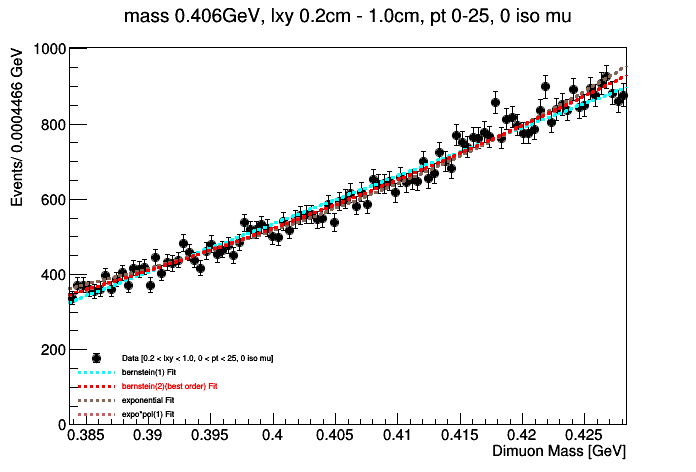 mass 0.406GeV, lxy 0.2cm - 1.0cm, pt 0-25, 0 iso mu
Events/ 0.0004466 GeV
1000
800
600
400
200
0
Data [0.2 < lxy < 1.0, 0 < pt < 25, 0 iso mu]
bernstein(1) Fit
bernstein(2)(best order) Fit
exponential Fit
expo*pol(1) Fit
0.385 0.39 0.395 0.4 0.405 0.41 0.415 0.42 0.425
Dimuon Mass [GeV]